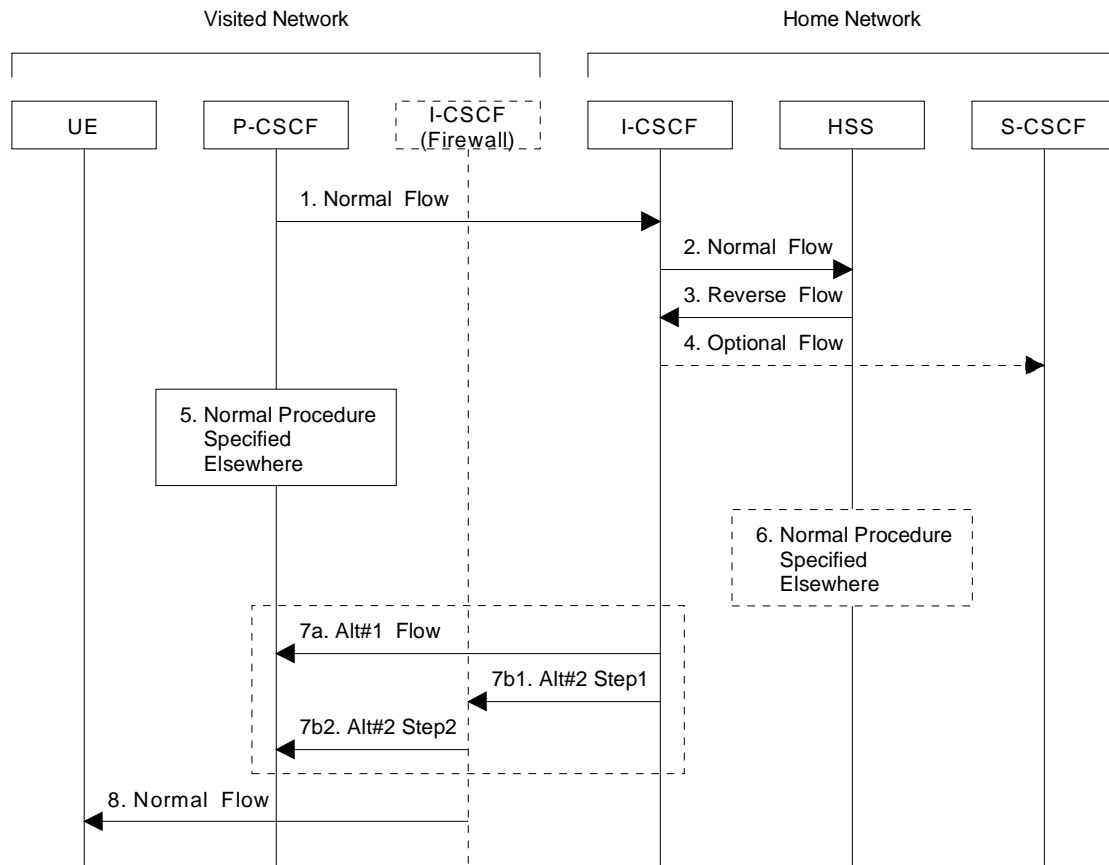 Visited Network
Home Network
UE
P-CSCF
I-CSCF
(Firewall)
I-CSCF
HSS
S-CSCF
1. Normal Flow
2. Normal Flow
3. Reverse Flow
4. Optional Flow
5. Normal Procedure
Specified
Elsewhere
6. Normal Procedure
Specified
Elsewhere
7a. Alt#1 Flow
7b1. Alt#2 Step1
7b2. Alt#2 Step2
8. Normal Flow